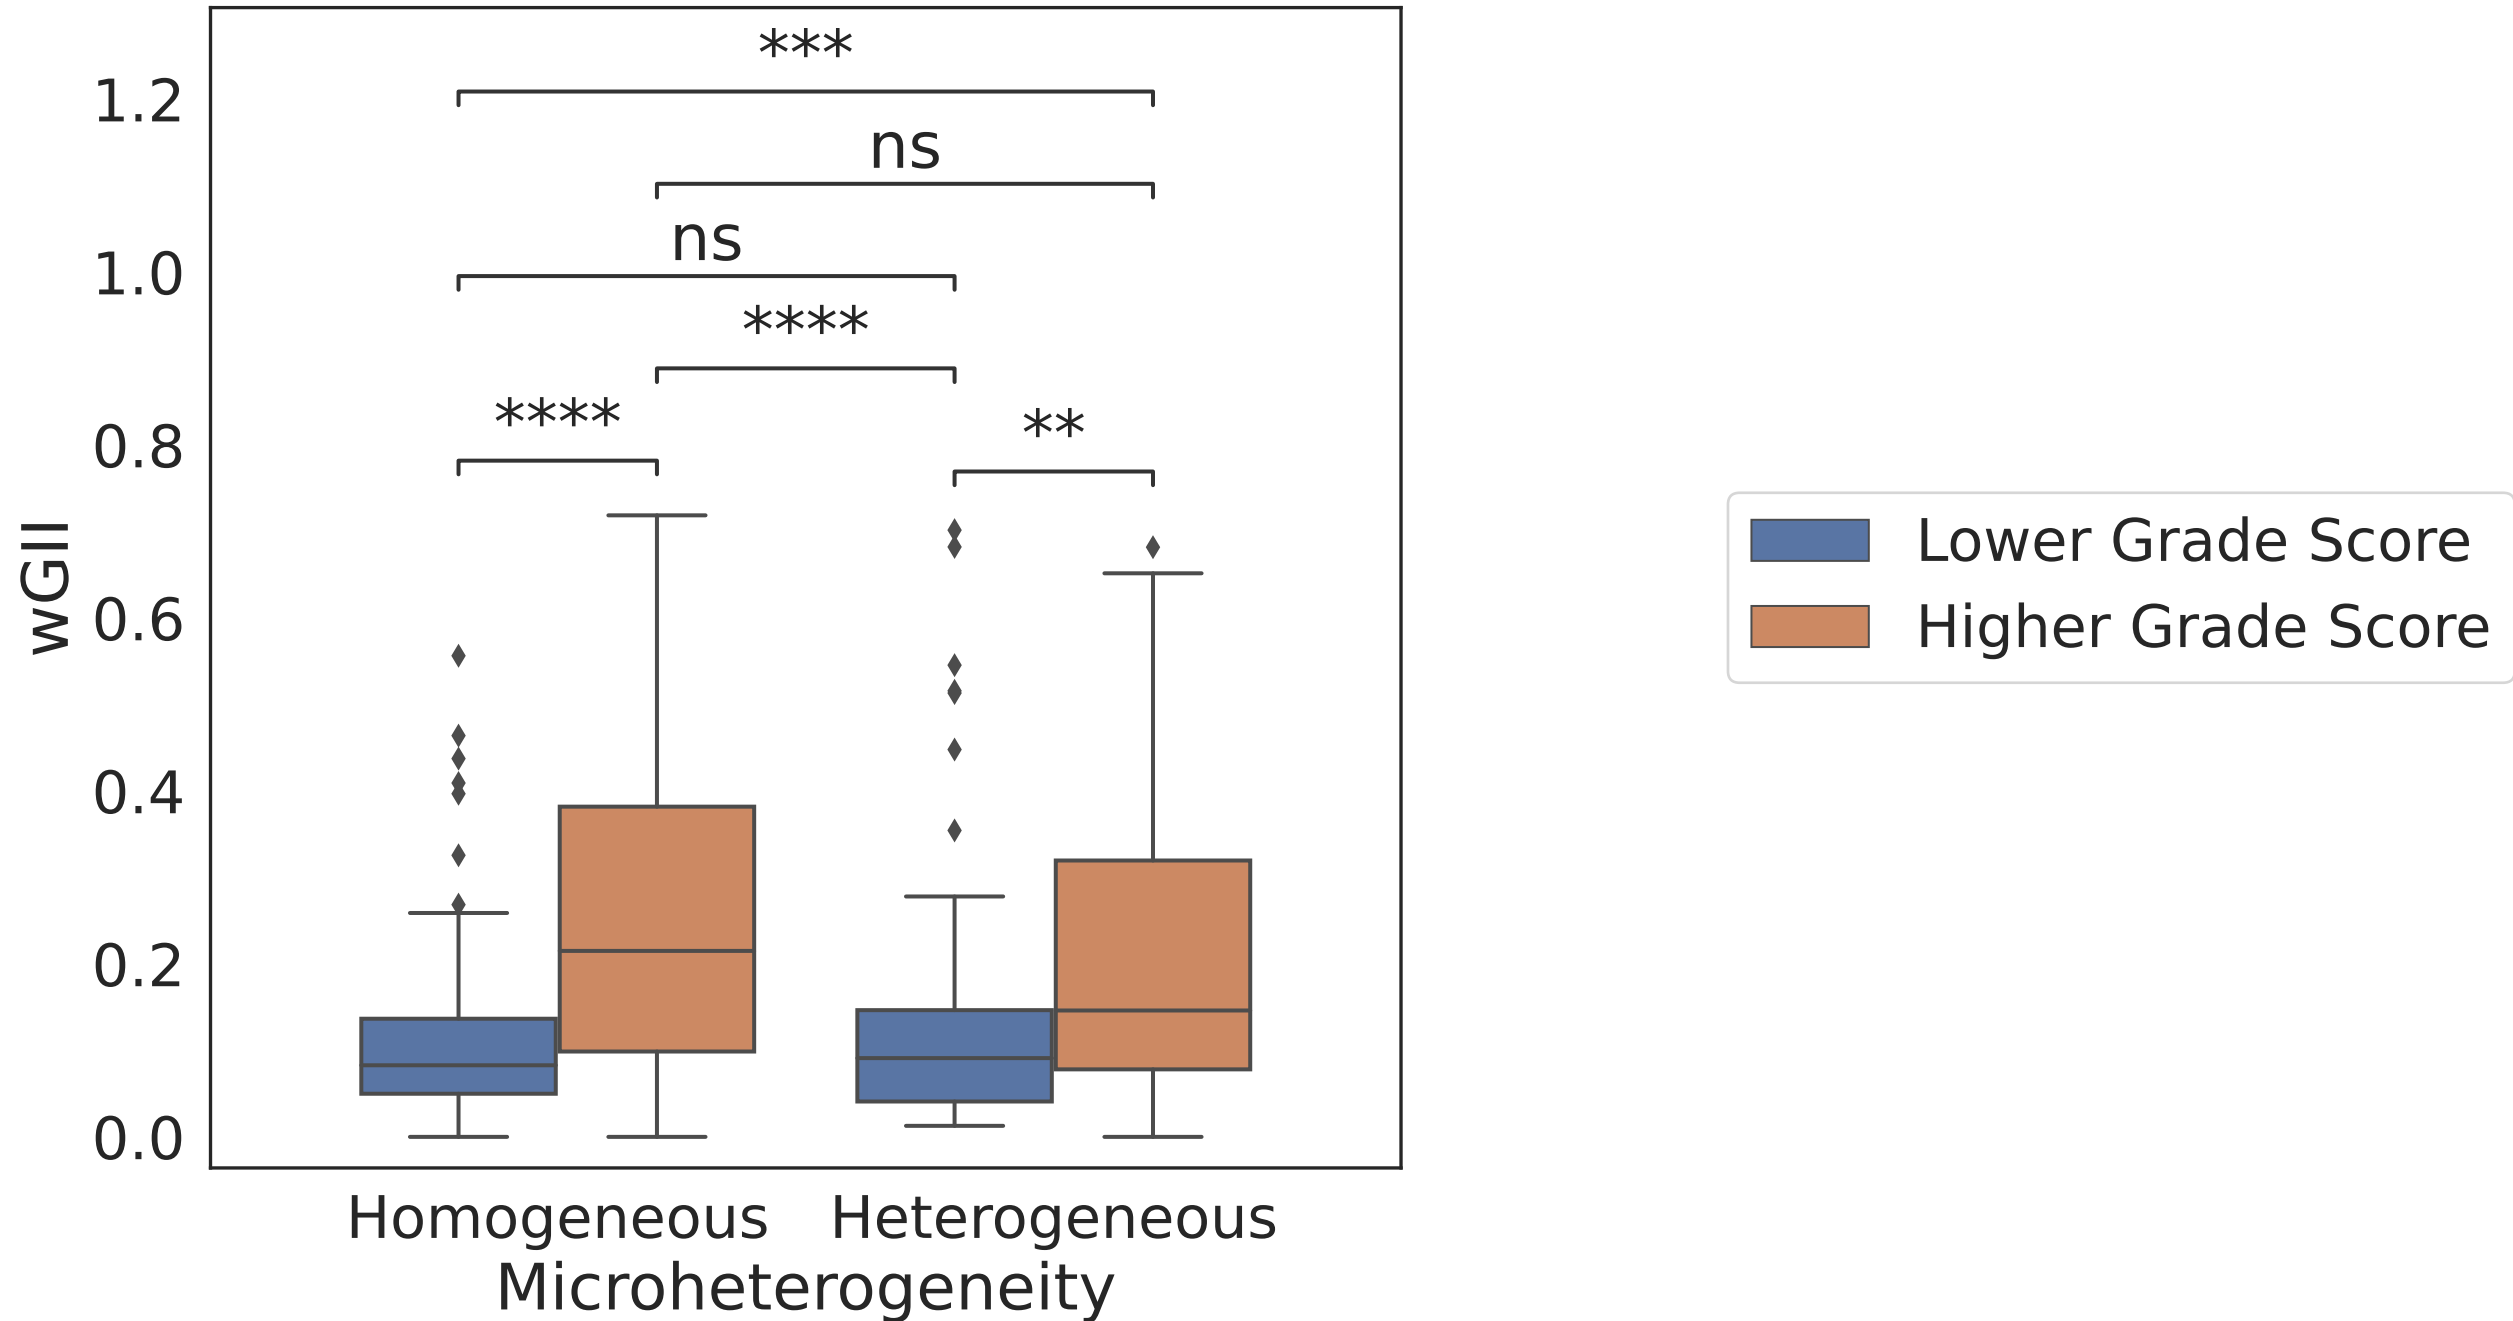 ***
1.2
ns
ns
1.0
****
****
**
0.8
wGII
0.6
0.4
0.2
0.0
Lower Grade Score
Higher Grade Score
Homogeneous Heterogeneous
Microheterogeneity